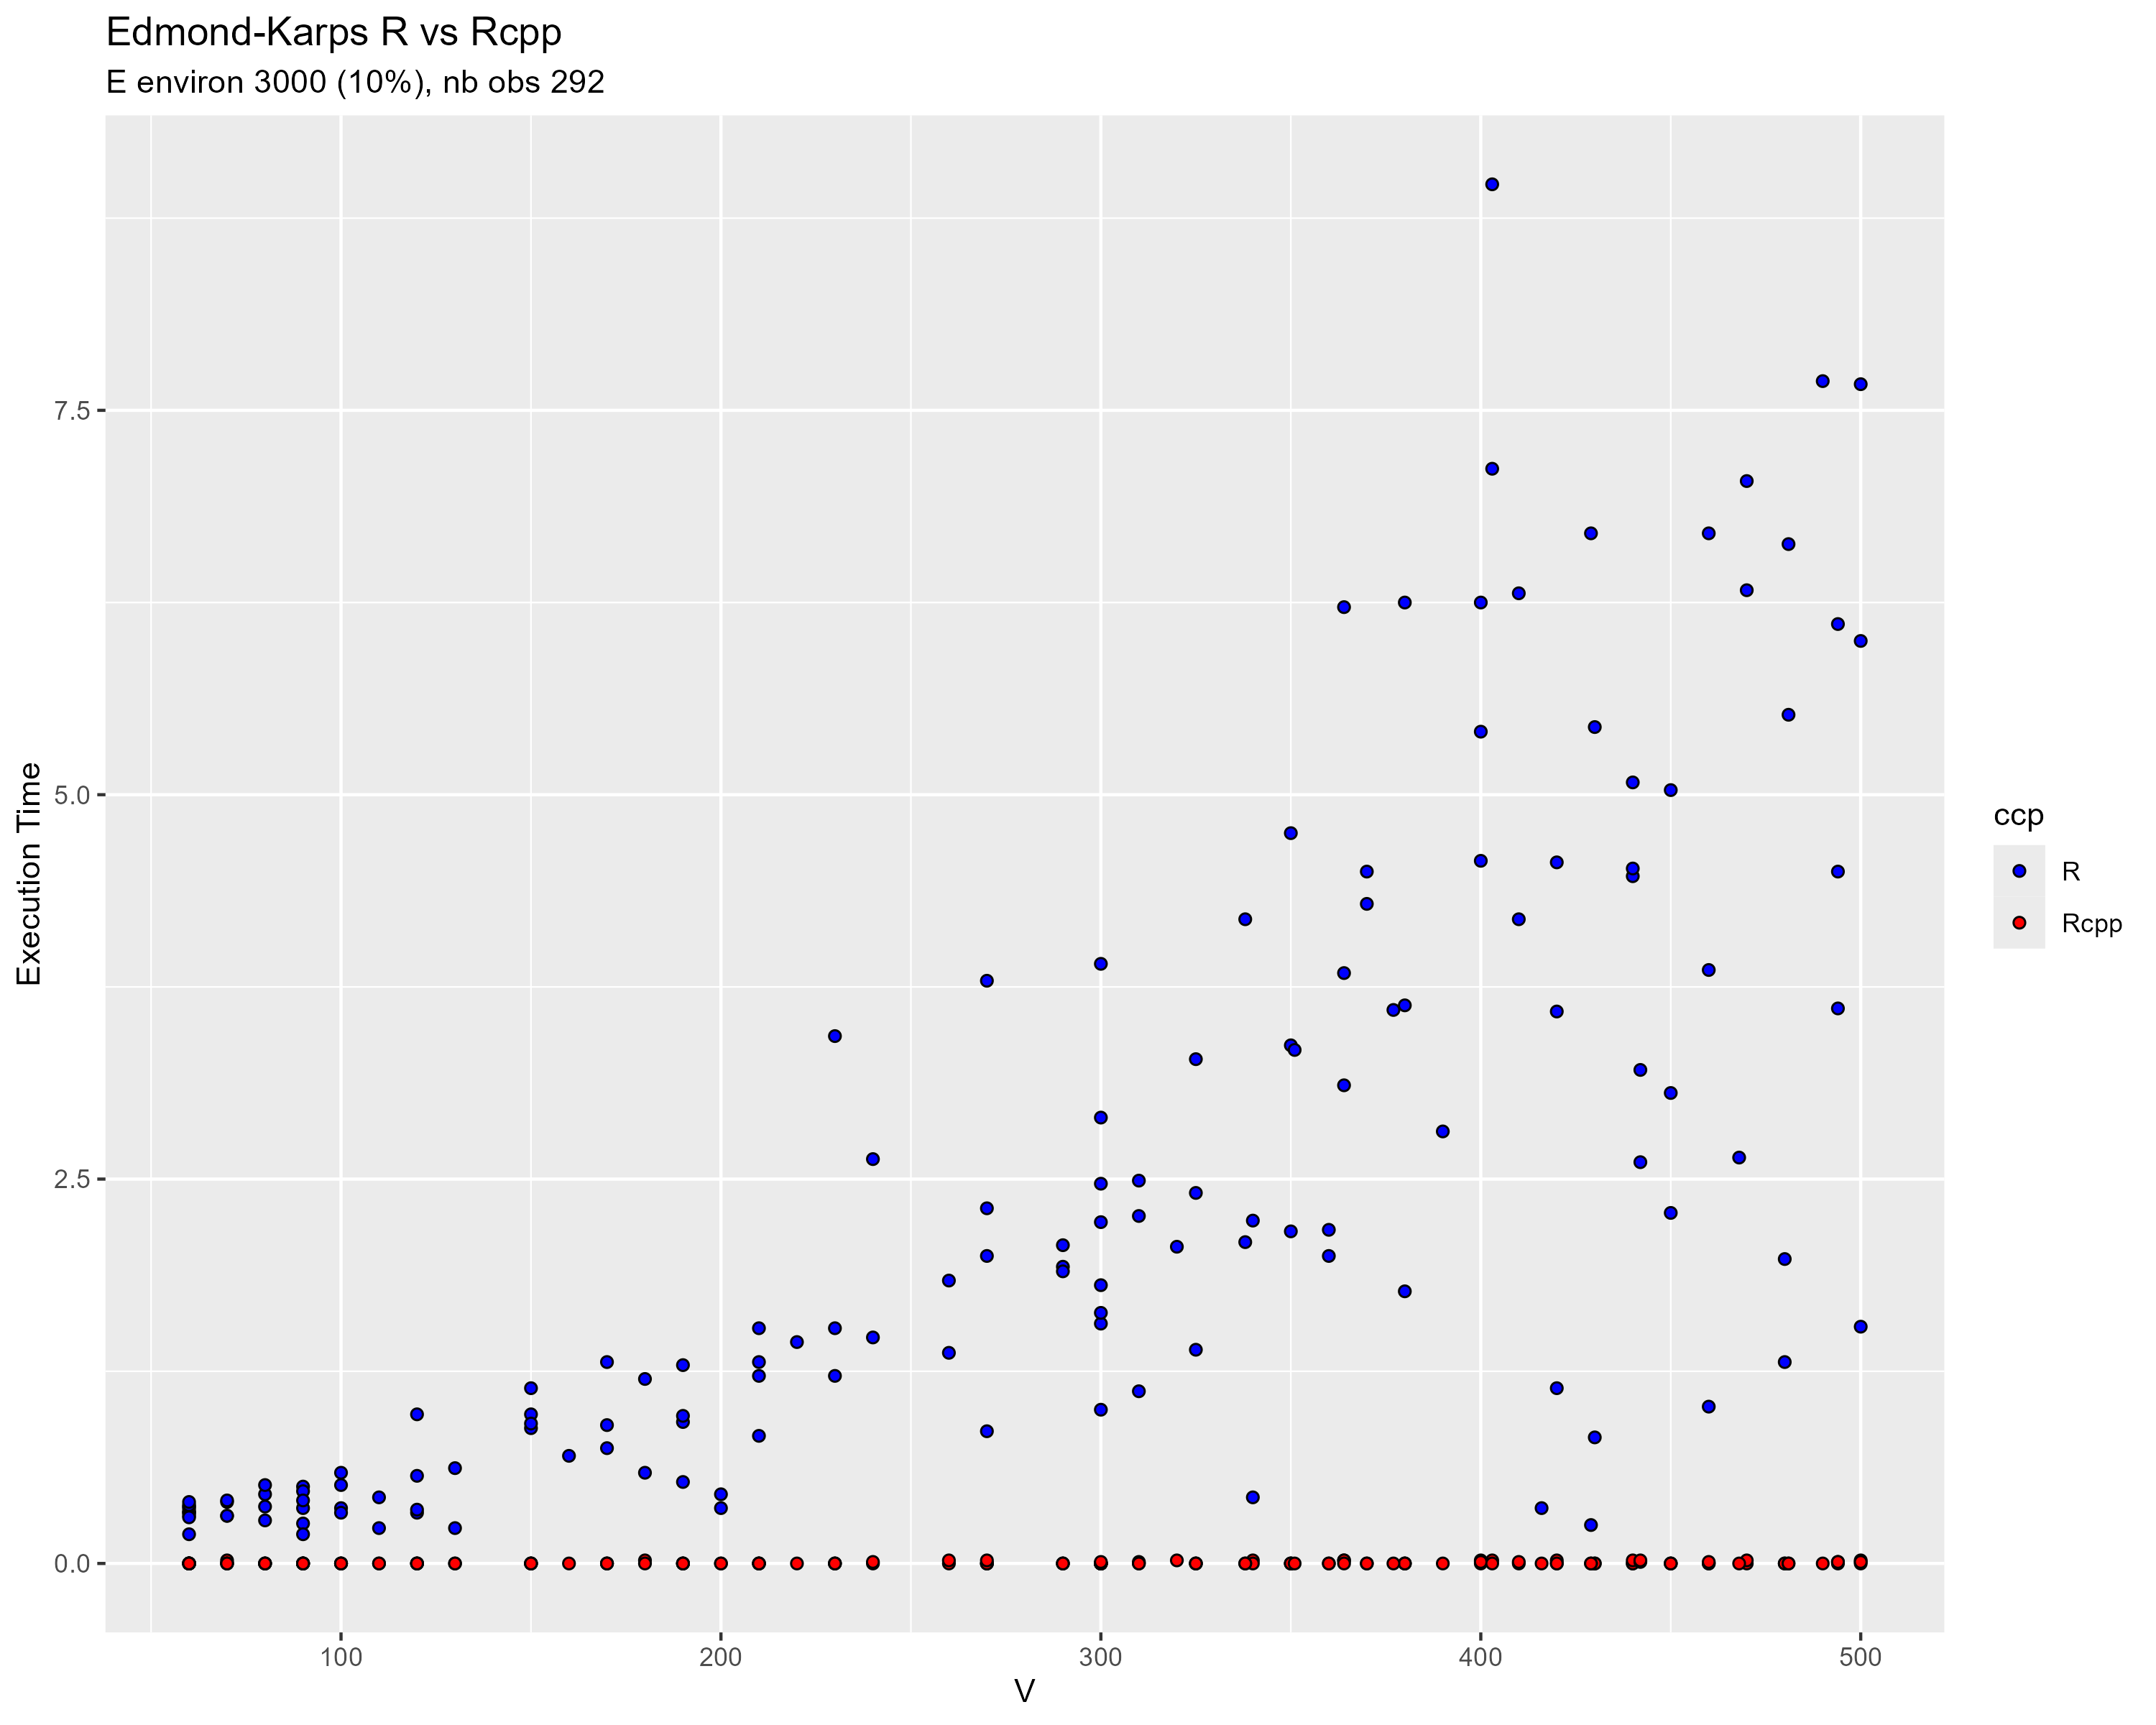 Edmond-Karps R vs Rcpp
E environ 3000 (10%), nb obs 292
Execution Time
7.5
5.0
2.5
0.0
100
200
300
400
500
V
ccp
R
Rcpp